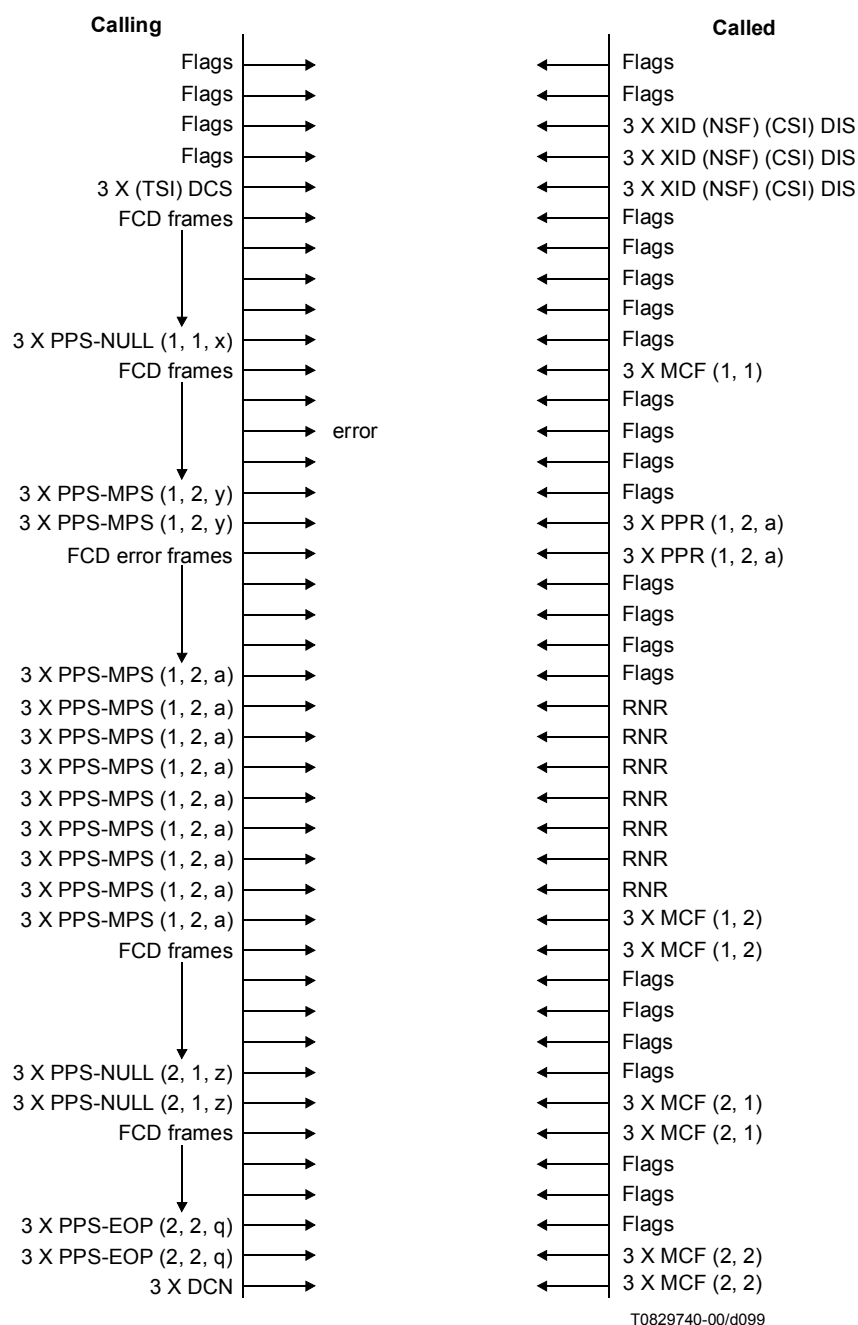 Calling Called
Flags Flags
Flags Flags
Flags 3 X XID (NSF) (CSI) DIS
Flags 3 X XID (NSF) (CSI) DIS
3 X (TSI) DCS 3 X XID (NSF) (CSI) DIS
FCD frames Flags
Flags
Flags
Flags
3 X PPS-NULL (1, 1, x) Flags
FCD frames 3 X MCF (1, 1)
Flags
error Flags
Flags
3 X PPS-MPS (1, 2, y) Flags
3 X PPS-MPS (1, 2, y) 3 X PPR (1, 2, a)
FCD error frames 3 X PPR (1, 2, a)
Flags
Flags
Flags
3 X PPS-MPS (1, 2, a) Flags
3 X PPS-MPS (1, 2, a) RNR
3 X PPS-MPS (1, 2, a) RNR
3 X PPS-MPS (1, 2, a) RNR
3 X PPS-MPS (1, 2, a) RNR
3 X PPS-MPS (1, 2, a) RNR
3 X PPS-MPS (1, 2, a) RNR
3 X PPS-MPS (1, 2, a) RNR
3 X PPS-MPS (1, 2, a) 3 X MCF (1, 2)
FCD frames 3 X MCF (1, 2)
Flags
Flags
Flags
3 X PPS-NULL (2, 1, z) Flags
3 X PPS-NULL (2, 1, z) 3 X MCF (2, 1)
FCD frames 3 X MCF (2, 1)
Flags
Flags
3 X PPS-EOP (2, 2, q) Flags
3 X PPS-EOP (2, 2, q) 3 X MCF (2, 2)
3 X DCN 3 X MCF (2, 2)
T0829740-00/d099